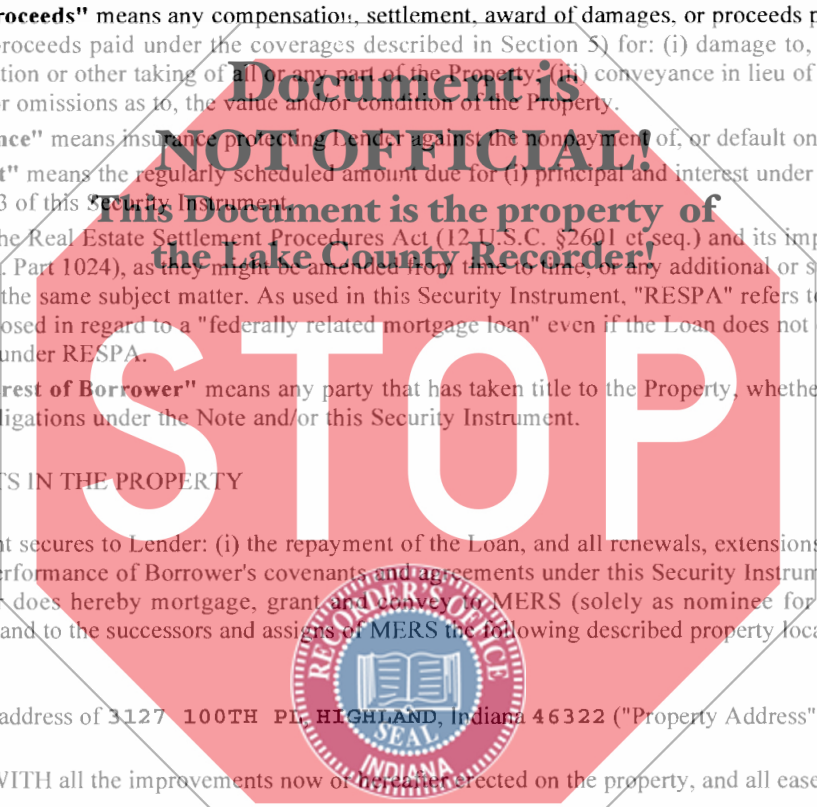 roceeds" means any compensation, settlement, award of damages, or proceeds p
proceeds paid under the coverages described in Section 5) for: (i) damage to,
tion or other taking of all or any part of the Property; (iii) conveyance in lieu of
or omissions as to, the value and/or condition of the Property.
Document is
nce" means insurance protecting Lender against the nonpayment of, or default on
NOT OFFICIAL!
t" means the regularly scheduled amount due for (i) principal and interest under
3 of this Security Instrument.
This Document is the property of
he Real Estate Settlement Procedures Act (12 U.S.C. §2601 et seq.) and its imp
the Lake County Recorder!
. Part 1024), as they might be amended from time to time, or any additional or s
the same subject matter. As used in this Security Instrument, "RESPA" refers to
osed in regard to a "federally related mortgage loan" even if the Loan does not
under RESPA.
STOP
rest of Borrower" means any party that has taken title to the Property, whethe
ligations under the Note and/or this Security Instrument.
TS IN THE PROPERTY
nt secures to Lender: (i) the repayment of the Loan, and all renewals, extensions
erformance of Borrower's covenants and agreements under this Security Instrum
r does hereby mortgage, grant and convey to MERS (solely as nominee for
and to the successors and assigns of MERS the following described property loca
RECORDER'S OFFICE
SEAL
INDIANA
address of 3127 100TH PL, HIGHLAND, Indiana 46322 ("Property Address"
WITH all the improvements now or hereafter erected on the property, and all ease